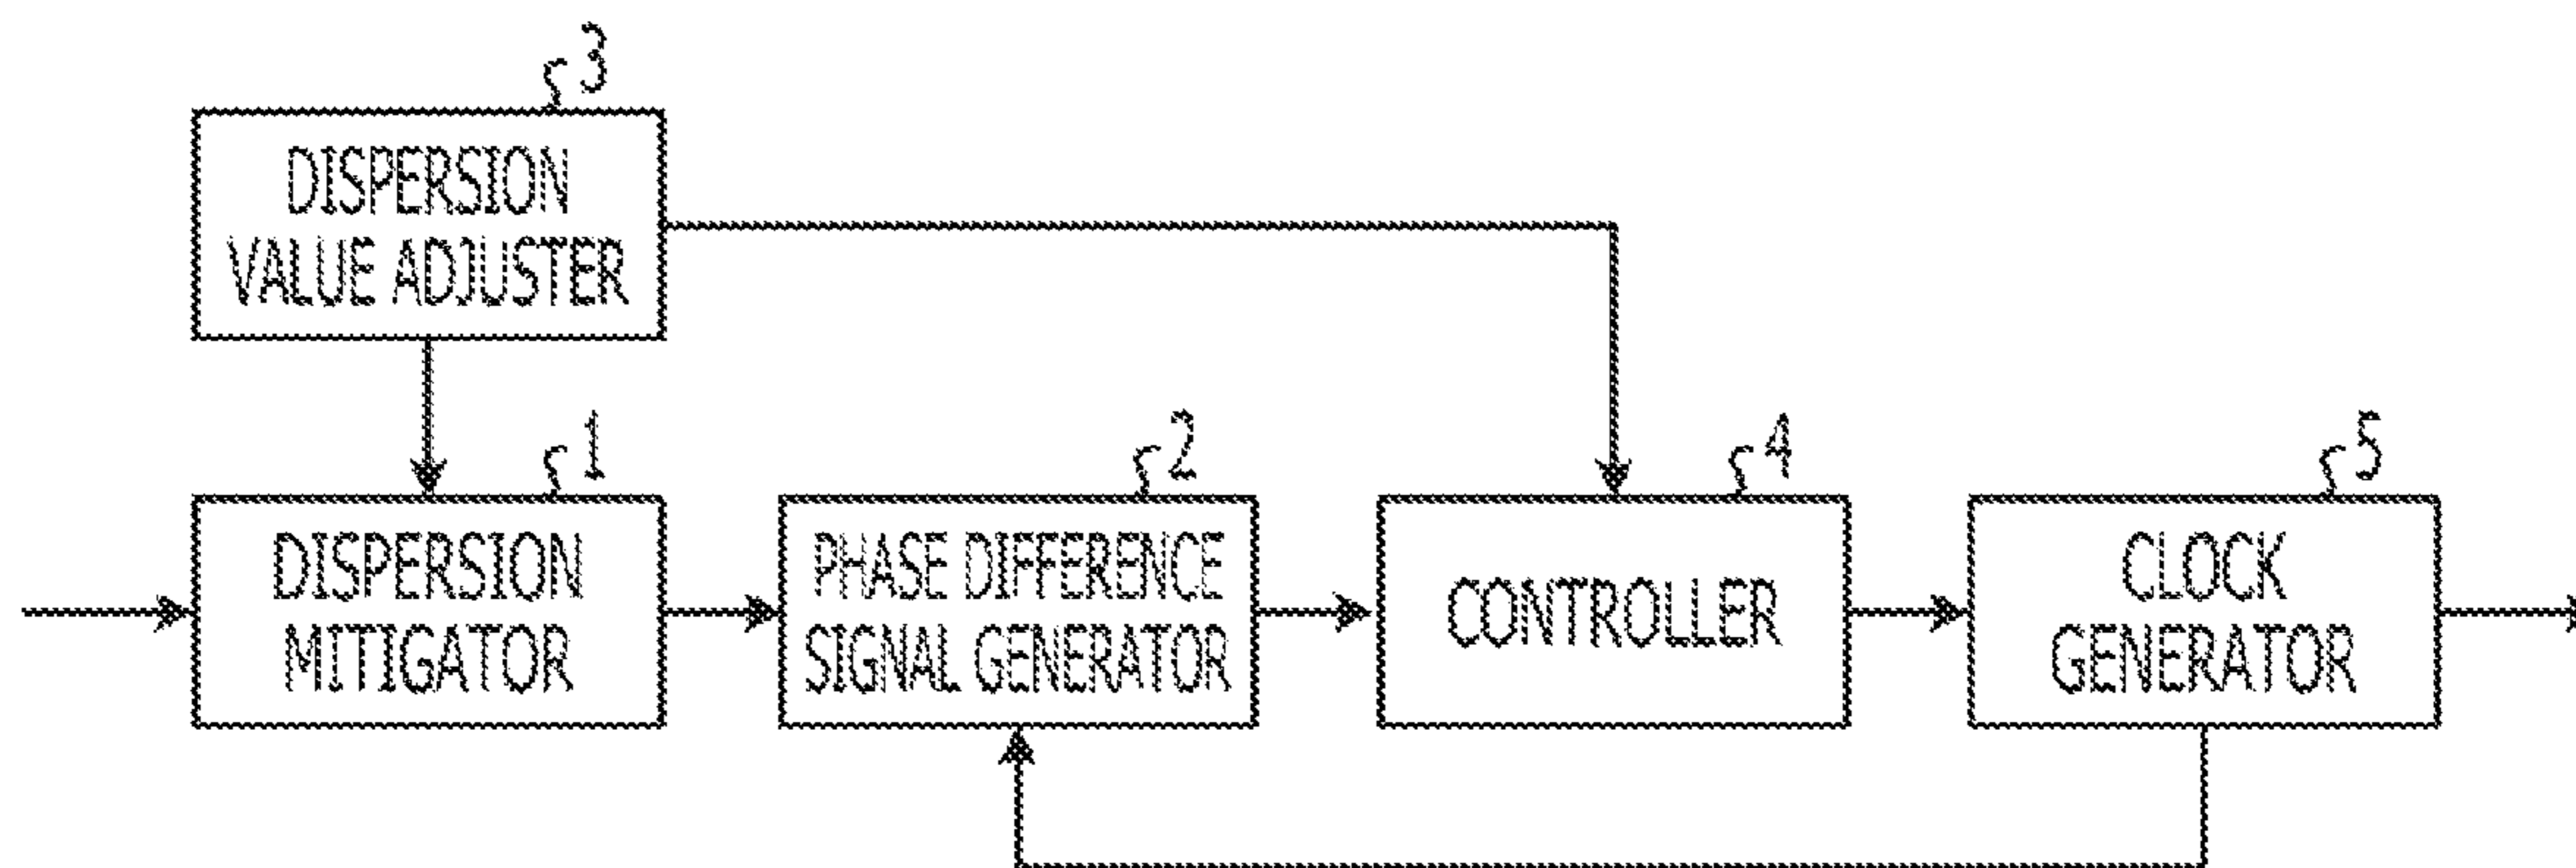 3
DISPERSION
VALUE ADJUSTER
1
DISPERSION
MITIGATOR
2
PHASE DIFFERENCE
SIGNAL GENERATOR
4
CONTROLLER
5
CLOCK
GENERATOR